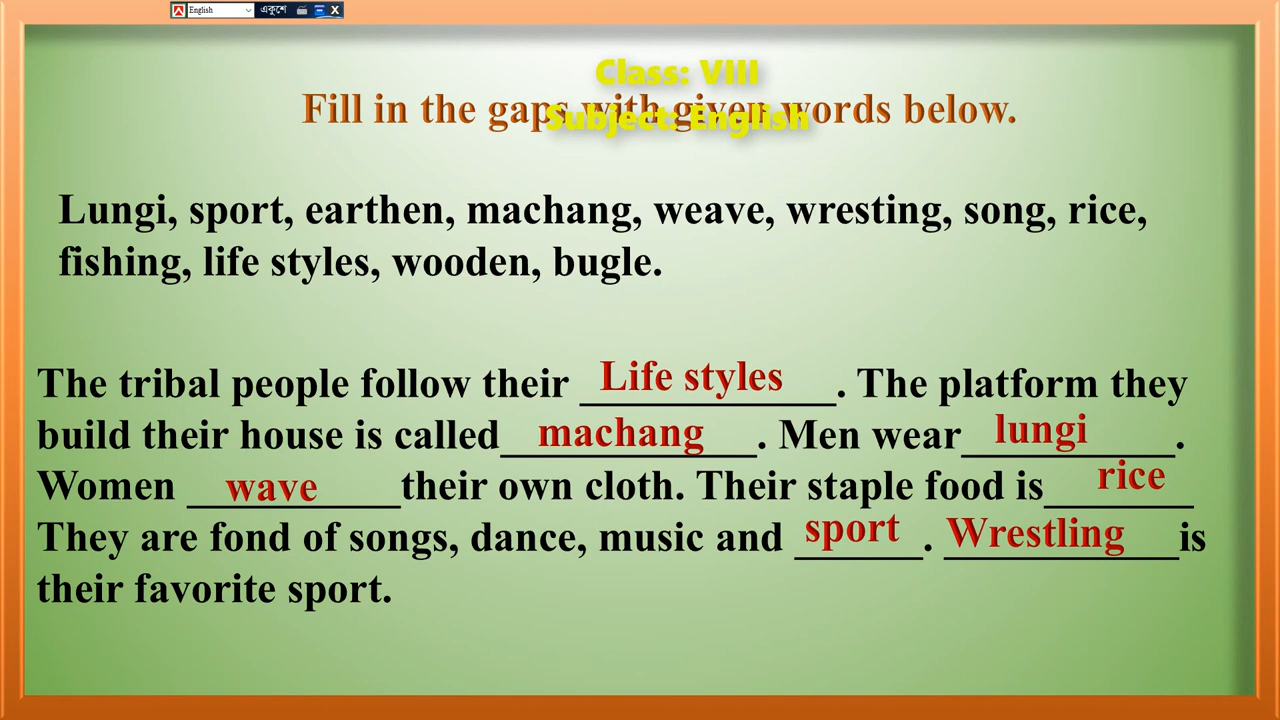 English
একুশে
Class: VIII
Fill in the gaps with given words below.
Subject: English
Lungi, sport, earthen, machang, weave, wresting, song, rice,
fishing, life styles, wooden, bugle.
The tribal people follow their Life styles. The platform they
build their house is called machang. Men wear lungi.
Women wave their own cloth. Their staple food is rice
They are fond of songs, dance, music and sport. Wrestling is
their favorite sport.